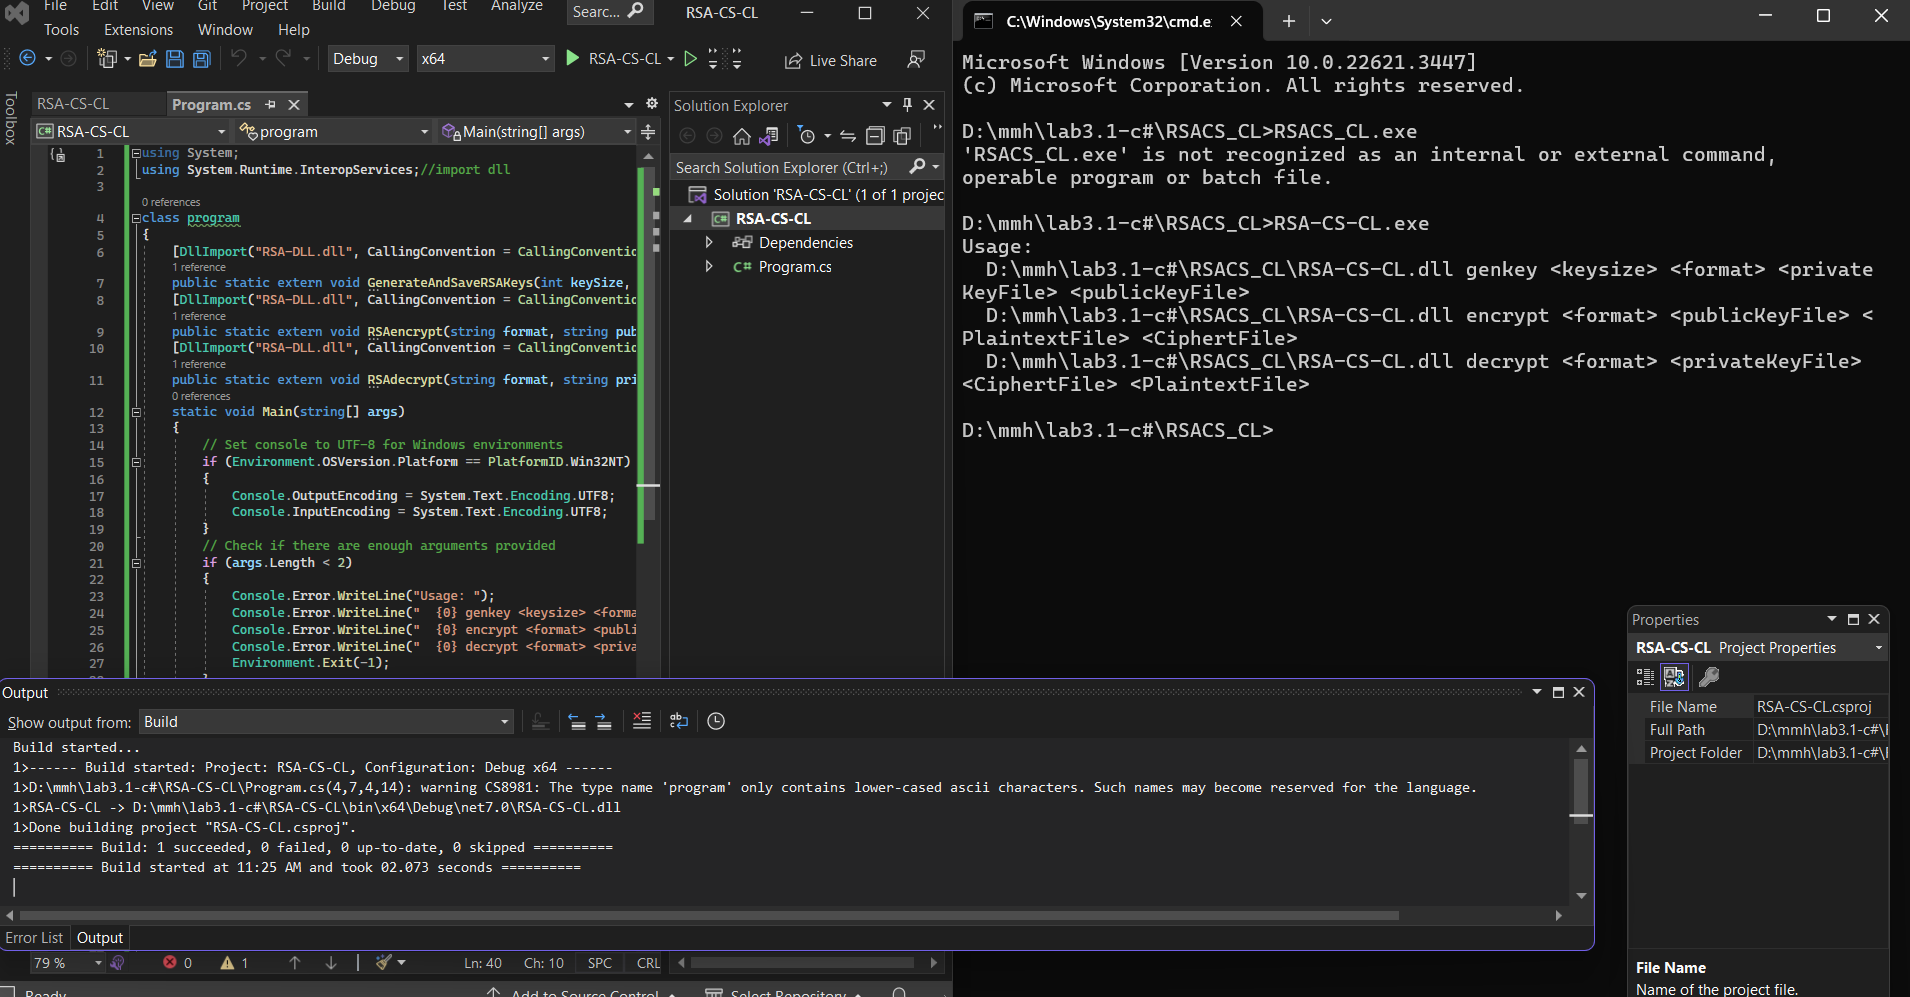 File Edit View Git Project Build Debug Test Analyze Searc... RSA-CS-CL
Tools Extensions Window Help
Debug x64 RSA-CS-CL Live Share
Toolbox
RSA-CS-CL Program.cs
RSA-CS-CL program Main(string[] args)
1 using System;
2 using System.Runtime.InteropServices;//import dll
3
0 references
4 class program
5 {
6 [DllImport("RSA-DLL.dll", CallingConvention = CallingConventio
1 reference
7 public static extern void GenerateAndSaveRSAKeys(int keySize,
8 [DllImport("RSA-DLL.dll", CallingConvention = CallingConventio
1 reference
9 public static extern void RSAencrypt(string format, string pub
10 [DllImport("RSA-DLL.dll", CallingConvention = CallingConventio
1 reference
11 public static extern void RSAdecrypt(string format, string pri
0 references
12 static void Main(string[] args)
13 {
14 // Set console to UTF-8 for Windows environments
15 if (Environment.OSVersion.Platform == PlatformID.Win32NT)
16 {
17 Console.OutputEncoding = System.Text.Encoding.UTF8;
18 Console.InputEncoding = System.Text.Encoding.UTF8;
19 }
20 // Check if there are enough arguments provided
21 if (args.Length < 2)
22 {
23 Console.Error.WriteLine("Usage: ");
24 Console.Error.WriteLine("  {0} genkey <keysize> <forma
25 Console.Error.WriteLine("  {0} encrypt <format> <publi
26 Console.Error.WriteLine("  {0} decrypt <format> <priva
27 Environment.Exit(-1);
Solution Explorer
Search Solution Explorer (Ctrl+;)
Solution 'RSA-CS-CL' (1 of 1 projec
RSA-CS-CL
Dependencies
C# Program.cs
C:\Windows\System32\cmd.e
Microsoft Windows [Version 10.0.22621.3447]
(c) Microsoft Corporation. All rights reserved.
D:\mmh\lab3.1-c#\RSACS_CL>RSACS_CL.exe
'RSACS_CL.exe' is not recognized as an internal or external command,
operable program or batch file.
D:\mmh\lab3.1-c#\RSACS_CL>RSA-CS-CL.exe
Usage:
D:\mmh\lab3.1-c#\RSACS_CL\RSA-CS-CL.dll genkey <keysize> <format> <private
KeyFile> <publicKeyFile>
D:\mmh\lab3.1-c#\RSACS_CL\RSA-CS-CL.dll encrypt <format> <publicKeyFile> <
PlaintextFile> <CiphertFile>
D:\mmh\lab3.1-c#\RSACS_CL\RSA-CS-CL.dll decrypt <format> <privateKeyFile>
<CiphertFile> <PlaintextFile>
D:\mmh\lab3.1-c#\RSACS_CL>
Properties
RSA-CS-CL Project Properties
File Name RSA-CS-CL.csproj
Full Path D:\mmh\lab3.1-c#\
Project Folder D:\mmh\lab3.1-c#\
File Name
Name of the project file.
Output
Show output from: Build
Build started...
1>------ Build started: Project: RSA-CS-CL, Configuration: Debug x64 ------
1>D:\mmh\lab3.1-c#\RSA-CS-CL\Program.cs(4,7,4,14): warning CS8981: The type name 'program' only contains lower-cased ascii characters. Such names may become reserved for the language.
1>RSA-CS-CL -> D:\mmh\lab3.1-c#\RSA-CS-CL\bin\x64\Debug\net7.0\RSA-CS-CL.dll
1>Done building project "RSA-CS-CL.csproj".
========== Build: 1 succeeded, 0 failed, 0 up-to-date, 0 skipped ==========
========== Build started at 11:25 AM and took 02.073 seconds ==========
Error List Output
79 % 0 1 Ln: 40 Ch: 10 SPC CRL
Ready Add to Source Control Select Repository